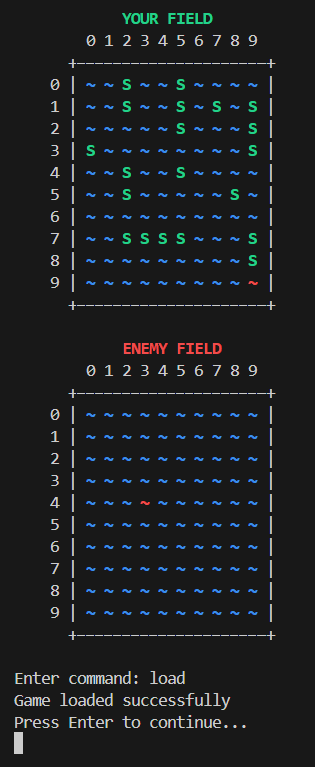 YOUR FIELD
0 1 2 3 4 5 6 7 8 9
+-------------------+
0 | ~ ~ S ~ ~ S ~ ~ ~ ~ |
1 | ~ ~ S ~ ~ S ~ S ~ S |
2 | ~ ~ ~ ~ ~ S ~ ~ ~ S |
3 | S ~ ~ ~ ~ ~ ~ ~ ~ S |
4 | ~ ~ S ~ ~ S ~ ~ ~ ~ |
5 | ~ ~ S ~ ~ ~ ~ ~ S ~ |
6 | ~ ~ ~ ~ ~ ~ ~ ~ ~ ~ |
7 | ~ ~ S S S S ~ ~ ~ S |
8 | ~ ~ ~ ~ ~ ~ ~ ~ ~ S |
9 | ~ ~ ~ ~ ~ ~ ~ ~ ~ ~ |
+-------------------+
ENEMY FIELD
0 1 2 3 4 5 6 7 8 9
+-------------------+
0 | ~ ~ ~ ~ ~ ~ ~ ~ ~ ~ |
1 | ~ ~ ~ ~ ~ ~ ~ ~ ~ ~ |
2 | ~ ~ ~ ~ ~ ~ ~ ~ ~ ~ |
3 | ~ ~ ~ ~ ~ ~ ~ ~ ~ ~ |
4 | ~ ~ ~ ~ ~ ~ ~ ~ ~ ~ |
5 | ~ ~ ~ ~ ~ ~ ~ ~ ~ ~ |
6 | ~ ~ ~ ~ ~ ~ ~ ~ ~ ~ |
7 | ~ ~ ~ ~ ~ ~ ~ ~ ~ ~ |
8 | ~ ~ ~ ~ ~ ~ ~ ~ ~ ~ |
9 | ~ ~ ~ ~ ~ ~ ~ ~ ~ ~ |
+-------------------+
Enter command: load
Game loaded successfully
Press Enter to continue...